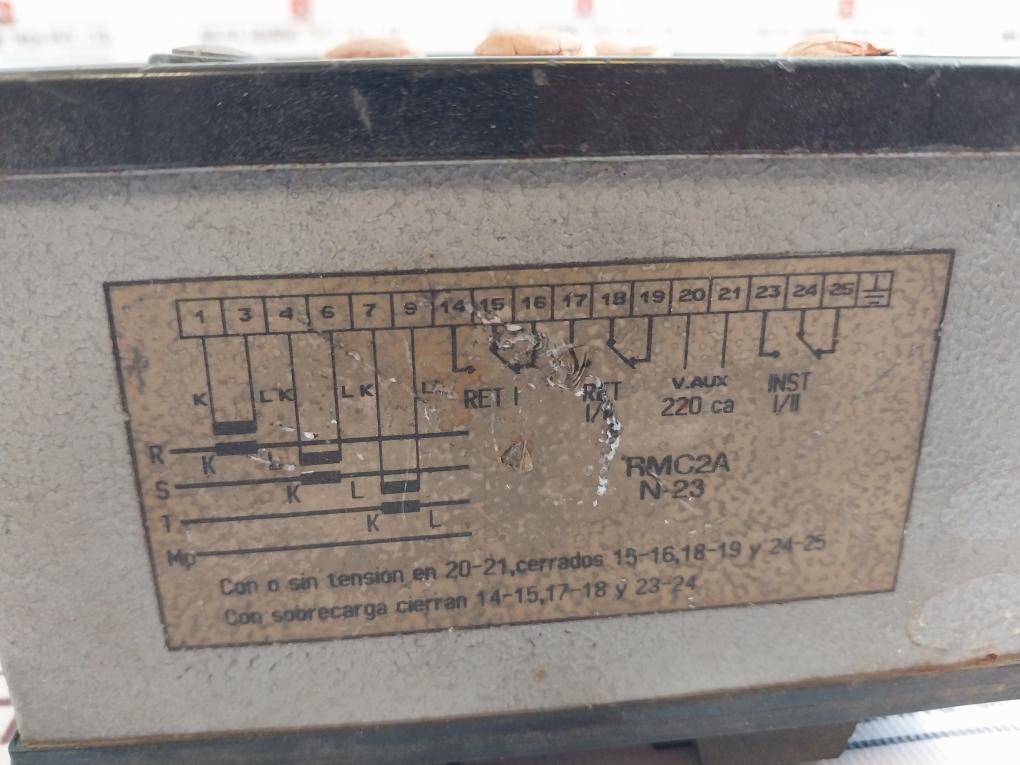 1 3 4 6 7 9 14 15 16 17 18 19 20 21 23 24 25
K L K L K L
RET I RET I/II V.AUX 220 ca INST I/II
R K L
S K L
T K L
Mp
RMC2A
N-23
Con o sin tension en 20-21,cerrados 15-16,18-19 y 24-25
Con sobrecarga cierran 14-15,17-18 y 23-24